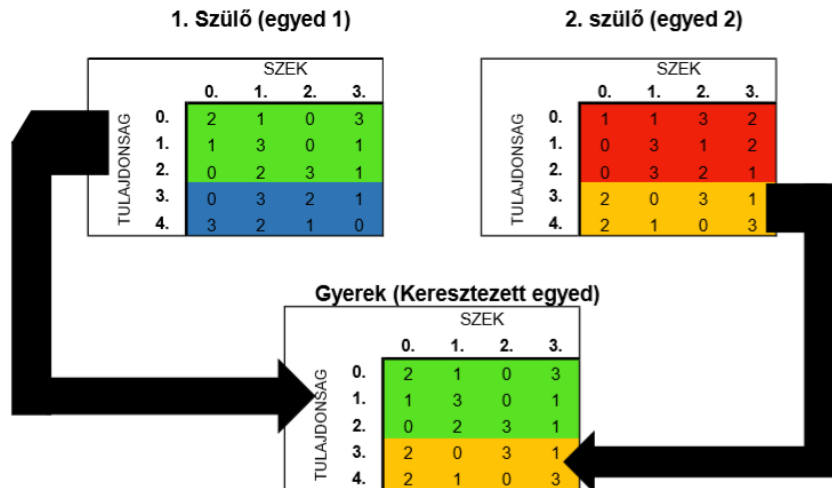 1. Szülő (egyed 1)
SZEK
0. 1. 2. 3.
TULAJDONSAG
0. 2 1 0 3
1. 1 3 0 1
2. 0 2 3 1
3. 0 3 2 1
4. 3 2 1 0
2. szülő (egyed 2)
SZEK
0. 1. 2. 3.
TULAJDONSAG
0. 1 1 3 2
1. 0 3 1 2
2. 0 3 2 1
3. 2 0 3 1
4. 2 1 0 3
Gyerek (Keresztezett egyed)
SZEK
0. 1. 2. 3.
TULAJDONSAG
0. 2 1 0 3
1. 1 3 0 1
2. 0 2 3 1
3. 2 0 3 1
4. 2 1 0 3